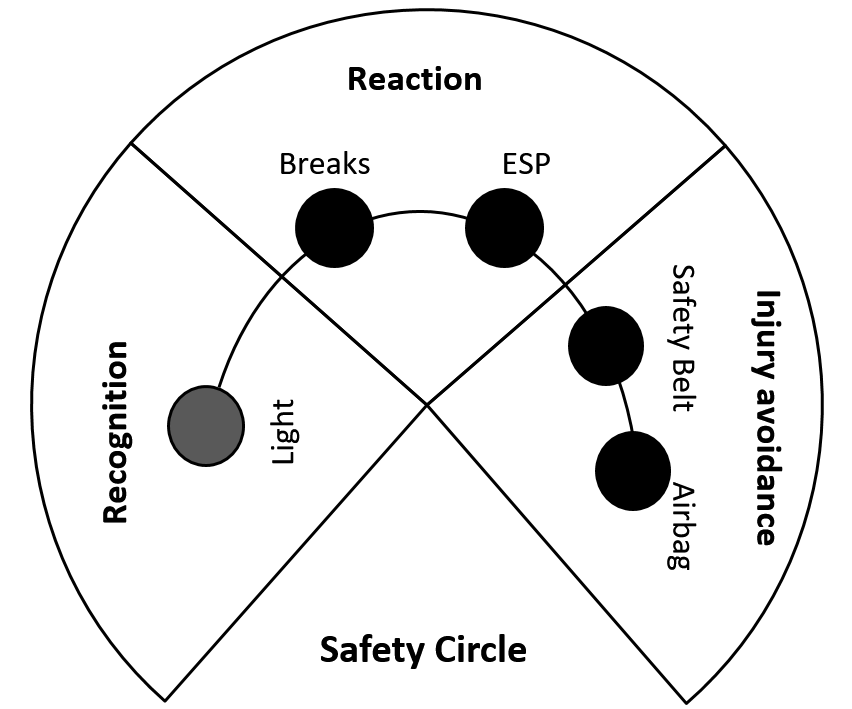 Reaction
Breaks
ESP
Recognition
Light
Safety Belt
Airbag
Injury avoidance
Safety Circle